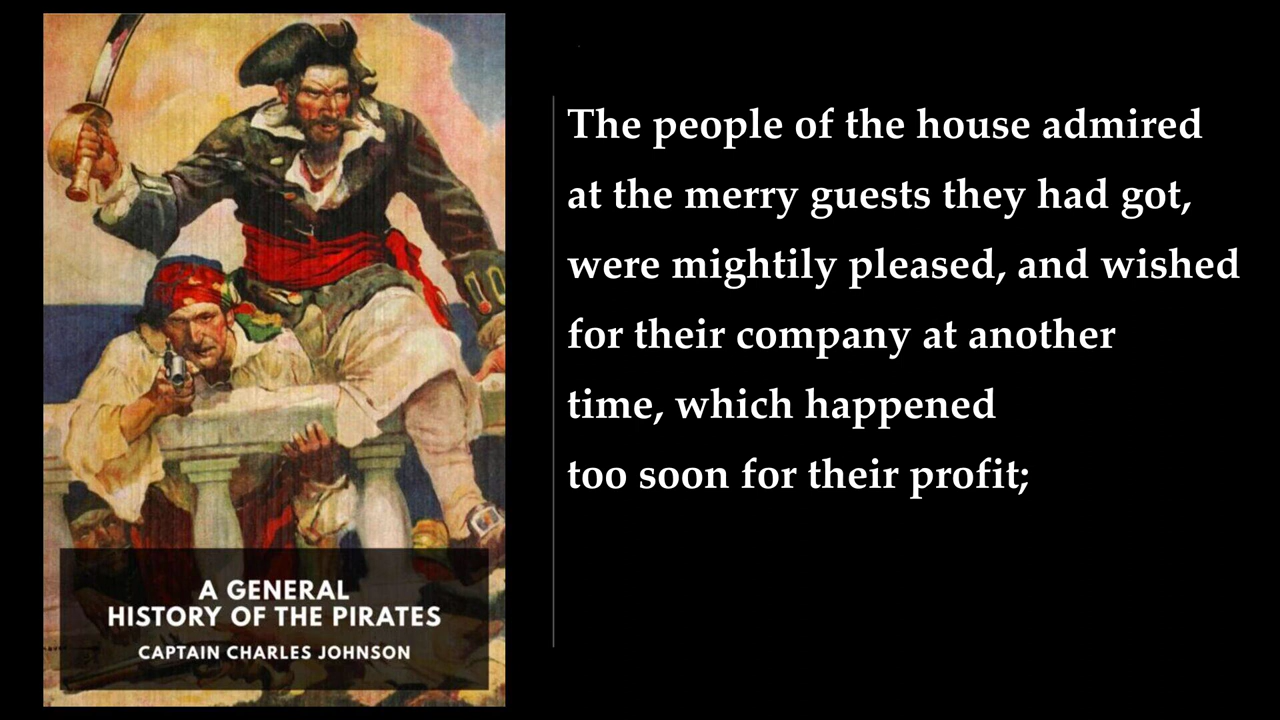 The people of the house admired
at the merry guests they had got,
were mightily pleased, and wished
for their company at another
time, which happened
too soon for their profit;
A GENERAL
HISTORY OF THE PIRATES
CAPTAIN CHARLES JOHNSON